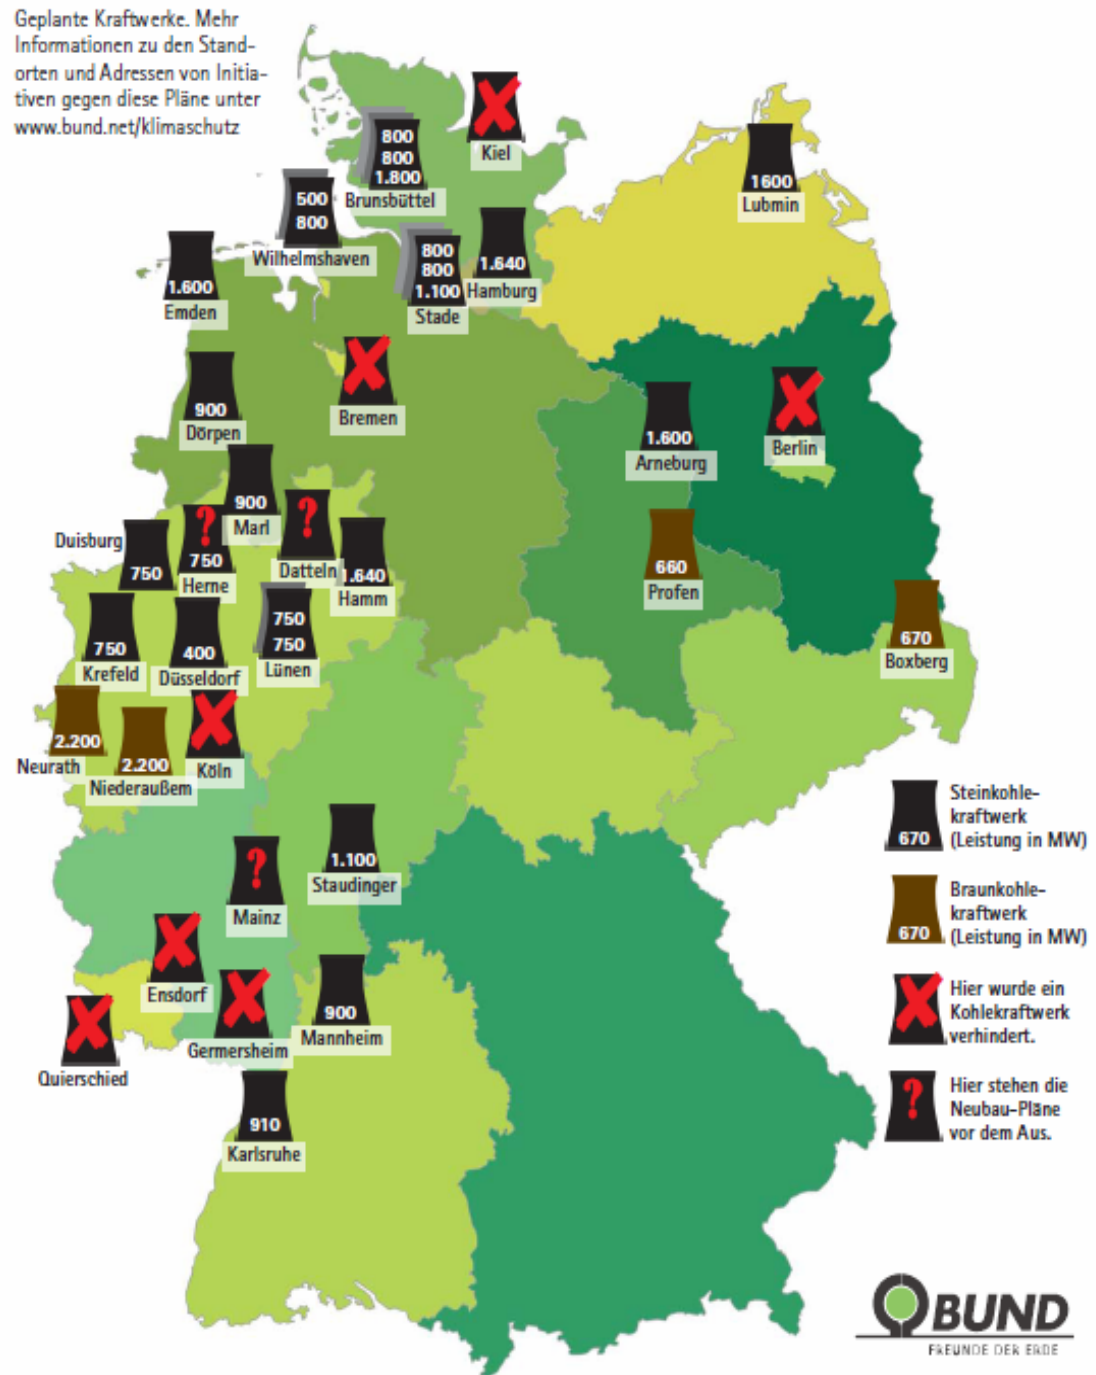 Geplante Kraftwerke. Mehr
Informationen zu den Stand-
orten und Adressen von Initia-
tiven gegen diese Pläne unter
www.bund.net/klimaschutz
Kiel
800
800
1.800
Brunsbüttel
1600
Lubmin
500
800
Wilhelmshaven
800
800
1.100
Stade
1.640
Hamburg
1.600
Emden
Bremen
900
Dörpen
1.600
Arneburg
Berlin
900
Marl
?
Datteln
Duisburg
750
?
750
Herne
1.640
Hamm
660
Profen
750
Krefeld
400
Düsseldorf
750
750
Lünen
670
Boxberg
2.200
Neurath
2.200
Niederaußem
Köln
1.100
Staudinger
?
Mainz
Ensdorf
Quierschied
Germersheim
900
Mannheim
910
Karlsruhe
670
Steinkohle-
kraftwerk
(Leistung in MW)
670
Braunkohle-
kraftwerk
(Leistung in MW)
Hier wurde ein
Kohlekraftwerk
verhindert.
?
Hier stehen die
Neubau-Pläne
vor dem Aus.
BUND
FREUNDE DER ERDE